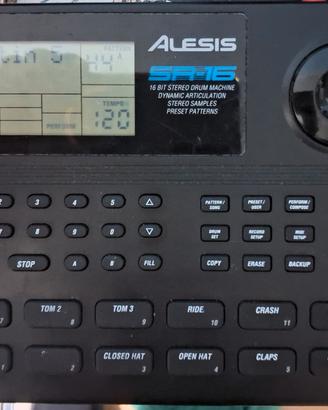 ALESIS
SR-16
16 BIT STEREO DRUM MACHINE
DYNAMIC ARTICULATION
STEREO SAMPLES
PRESET PATTERNS
PATTERN
A
TEMPO
120
PERFORM
3 4 5 △
PATTERN/SONG PRESET/USER PERFORM/COMPOSE
8 9 0 ▽
DRUM SET RECORD SETUP MIDI SETUP
STOP A B FILL
COPY ERASE BACKUP
7 TOM 2 8 TOM 3 9 RIDE 10 CRASH 11
1 2 CLOSED HAT 3 OPEN HAT 4 CLAPS 5